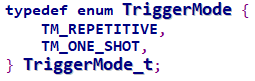 typedef enum TriggerMode {
    TM_REPETITIVE,
    TM_ONE_SHOT,
} TriggerMode_t;